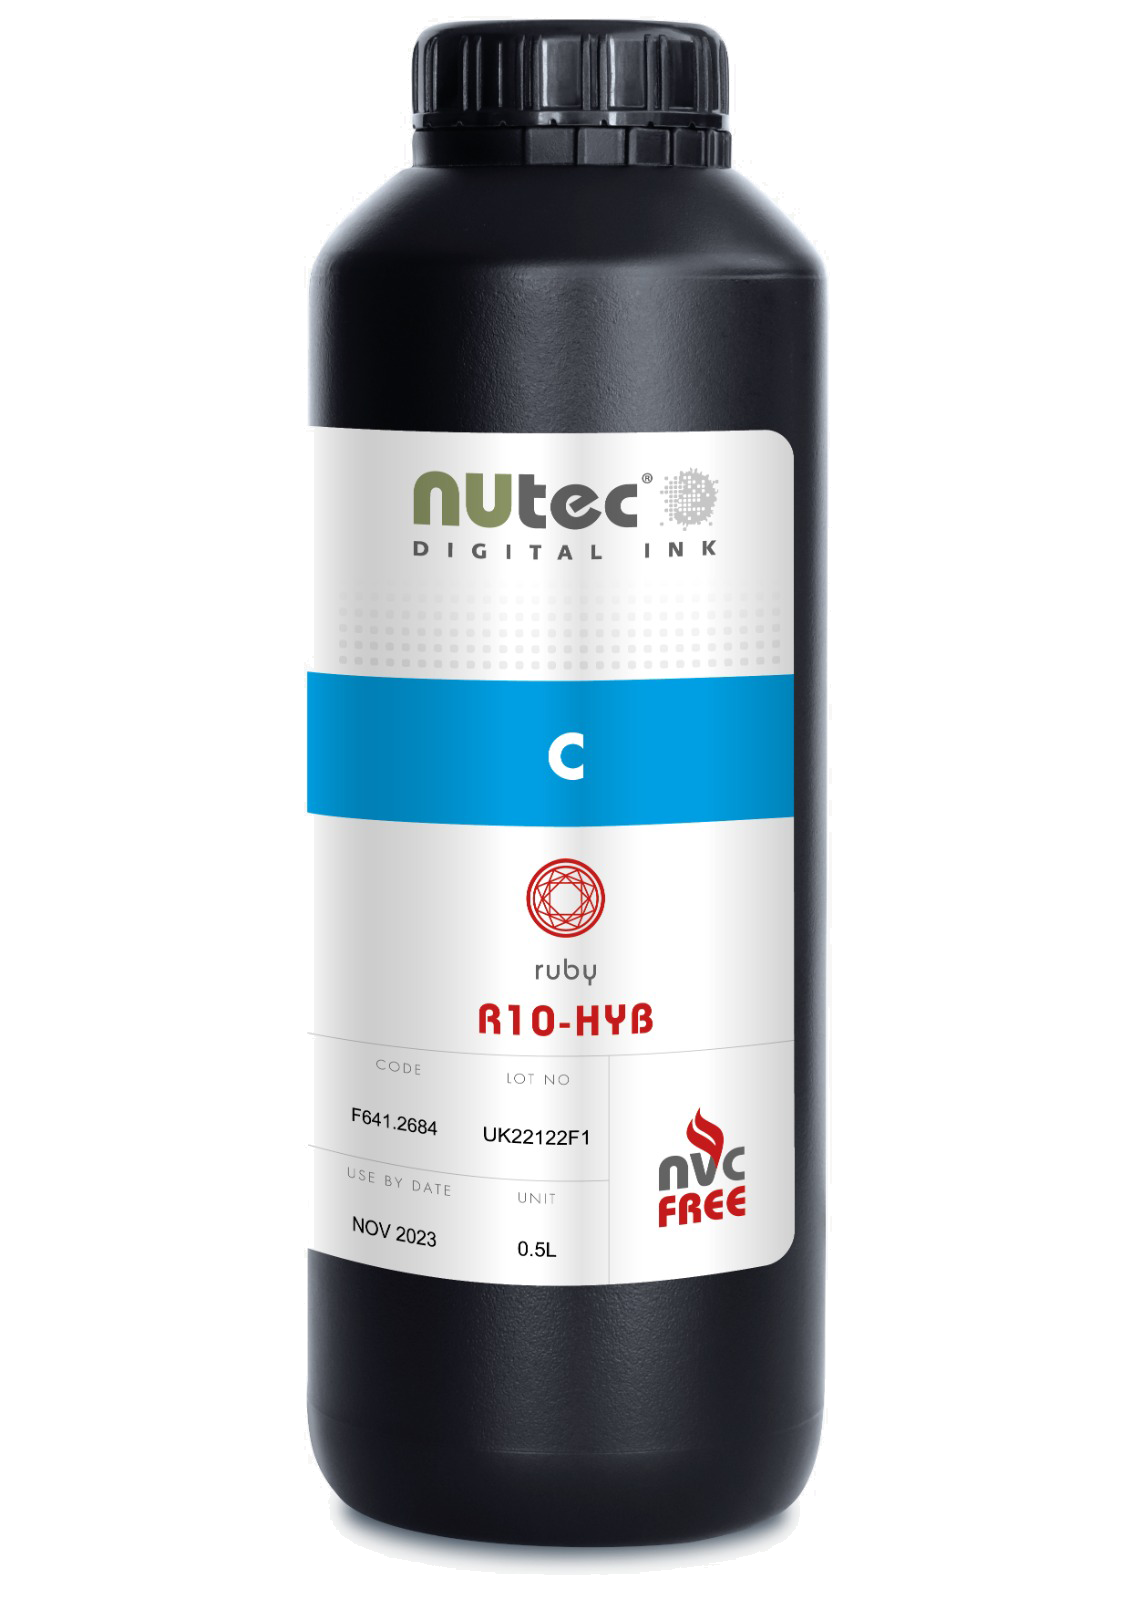 nutec®
DIGITAL INK
C
ruby
R10-HYB
CODE
LOT NO
F641.2684
UK22122F1
USE BY DATE
UNIT
NOV 2023
0.5L
nvc
FREE